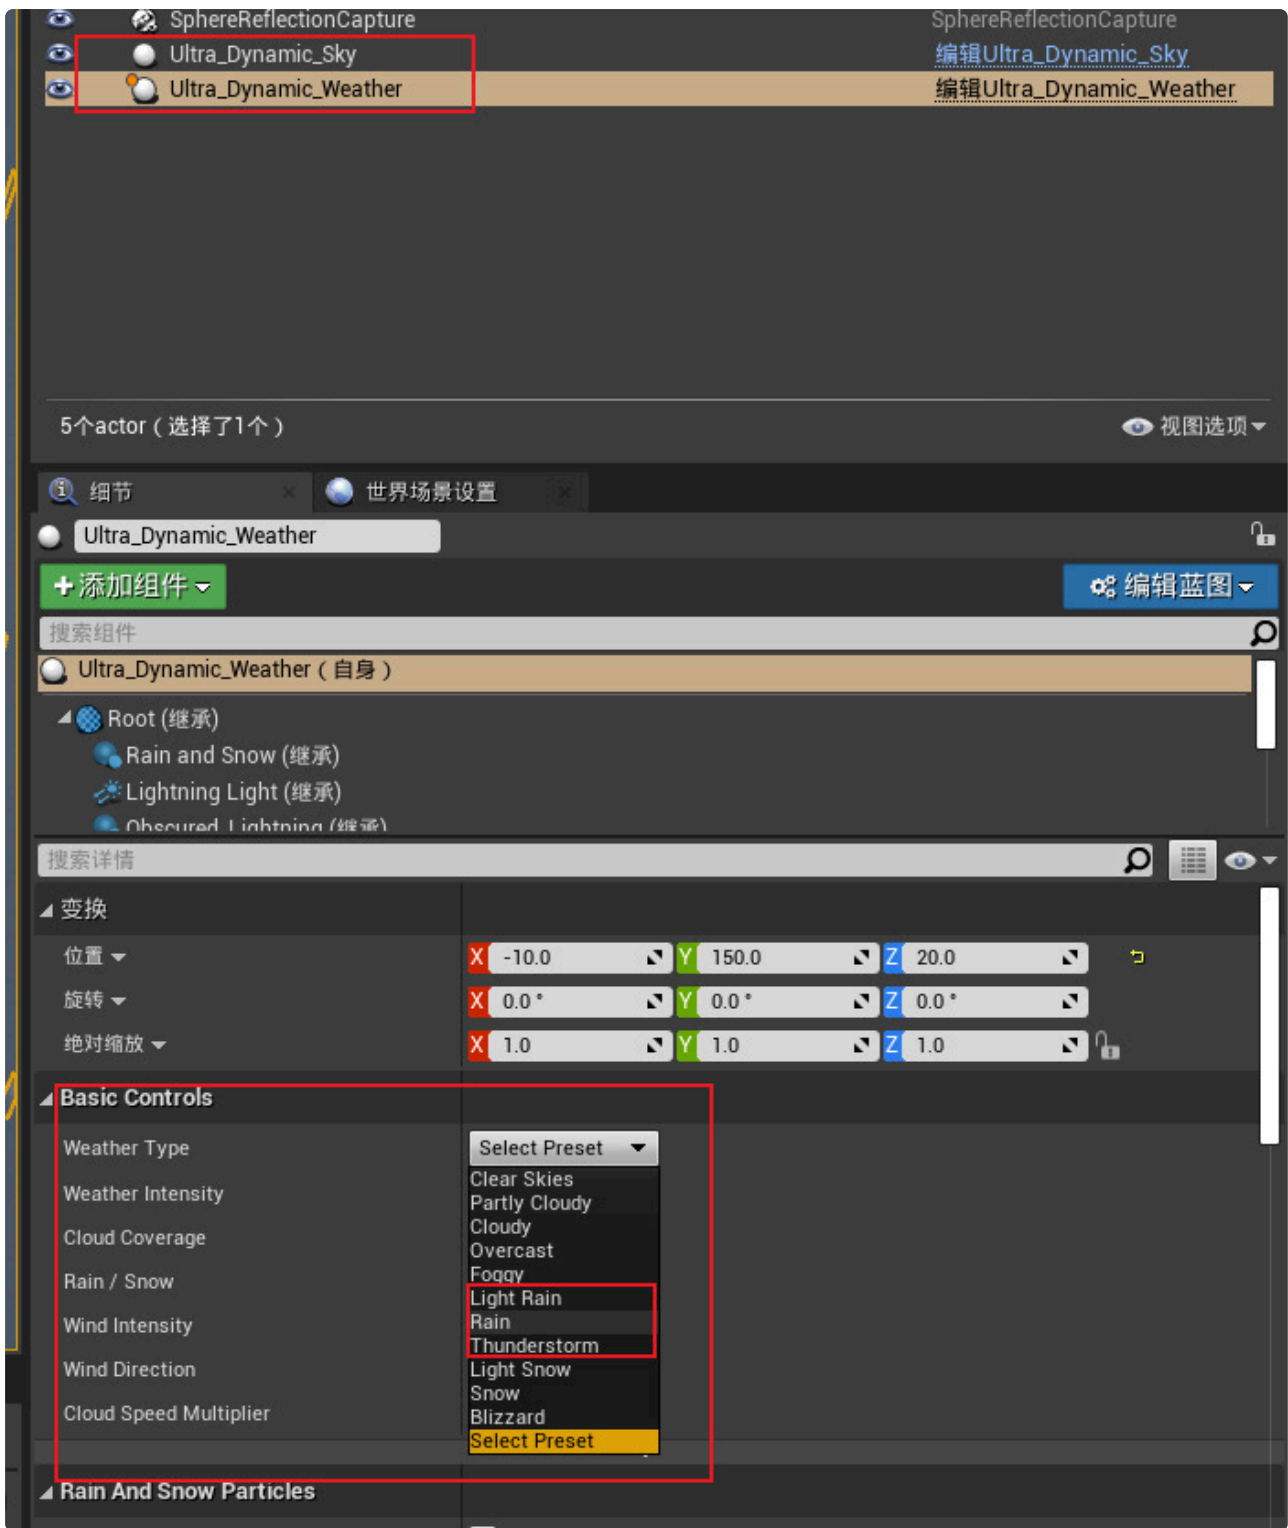 SphereReflectionCapture SphereReflectionCapture
Ultra_Dynamic_Sky 编辑Ultra_Dynamic_Sky
Ultra_Dynamic_Weather 编辑Ultra_Dynamic_Weather
5个actor（选择了1个） 视图选项
细节 世界场景设置
Ultra_Dynamic_Weather
+添加组件 编辑蓝图
搜索组件
Ultra_Dynamic_Weather（自身）
Root (继承)
Rain and Snow (继承)
Lightning Light (继承)
Obscured_Lightning (继承)
搜索详情
变换
位置 X -10.0 Y 150.0 Z 20.0
旋转 X 0.0 ° Y 0.0 ° Z 0.0 °
绝对缩放 X 1.0 Y 1.0 Z 1.0
Basic Controls
Weather Type Select Preset
Clear Skies
Weather Intensity
Partly Cloudy
Cloudy
Cloud Coverage
Overcast
Foggy
Rain / Snow
Light Rain
Rain
Wind Intensity
Thunderstorm
Wind Direction
Light Snow
Snow
Cloud Speed Multiplier
Blizzard
Select Preset
Rain And Snow Particles